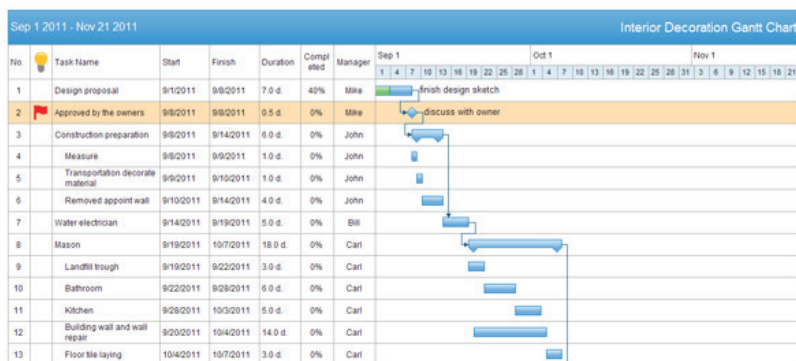 Sep 1 2011 - Nov 21 2011 Interior Decoration Gantt Chart
No. Task Name Start Finish Duration Compl eted Manager Sep 1 Oct 1 Nov 1
1 4 7 10 13 16 19 22 25 28 1 4 7 10 13 16 19 22 25 28 31 3 6 9 12 15 18 21
1 Design proposal 9/1/2011 9/8/2011 7.0 d. 40% Mike finish design sketch
2 Approved by the owners 9/8/2011 9/8/2011 0.5 d. 0% Mike discuss with owner
3 Construction preparation 9/8/2011 9/14/2011 6.0 d. 0% John
4 Measure 9/8/2011 9/9/2011 1.0 d. 0% John
5 Transportation decorate material 9/9/2011 9/10/2011 1.0 d. 0% John
6 Removed appoint wall 9/10/2011 9/14/2011 4.0 d. 0% John
7 Water electrician 9/14/2011 9/19/2011 5.0 d. 0% Bill
8 Mason 9/19/2011 10/7/2011 18.0 d. 0% Carl
9 Landfill trough 9/19/2011 9/22/2011 3.0 d. 0% Carl
10 Bathroom 9/22/2011 9/28/2011 6.0 d. 0% Carl
11 Kitchen 9/28/2011 10/3/2011 5.0 d. 0% Carl
12 Building wall and wall repair 9/20/2011 10/4/2011 14.0 d. 0% Carl
13 Floor tile laying 10/4/2011 10/7/2011 3.0 d. 0% Carl